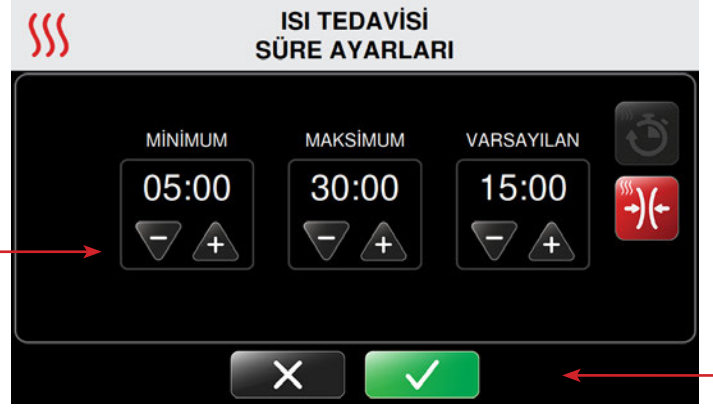 ISI TEDAVİSİ
SÜRE AYARLARI
MİNİMUM MAKSİMUM VARSAYILAN
05:00 30:00 15:00